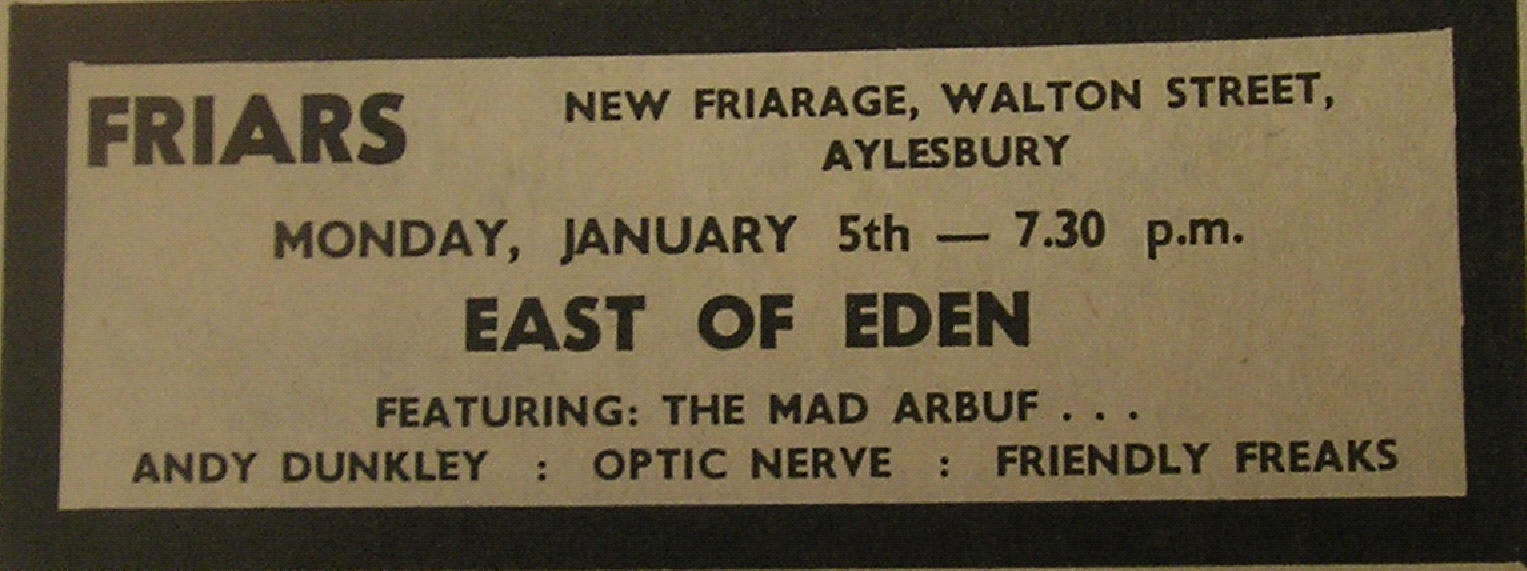 FRIARS
NEW FRIARAGE, WALTON STREET,
AYLESBURY
MONDAY, JANUARY 5th — 7.30 p.m.
EAST OF EDEN
FEATURING: THE MAD ARBUF . . .
ANDY DUNKLEY : OPTIC NERVE : FRIENDLY FREAKS